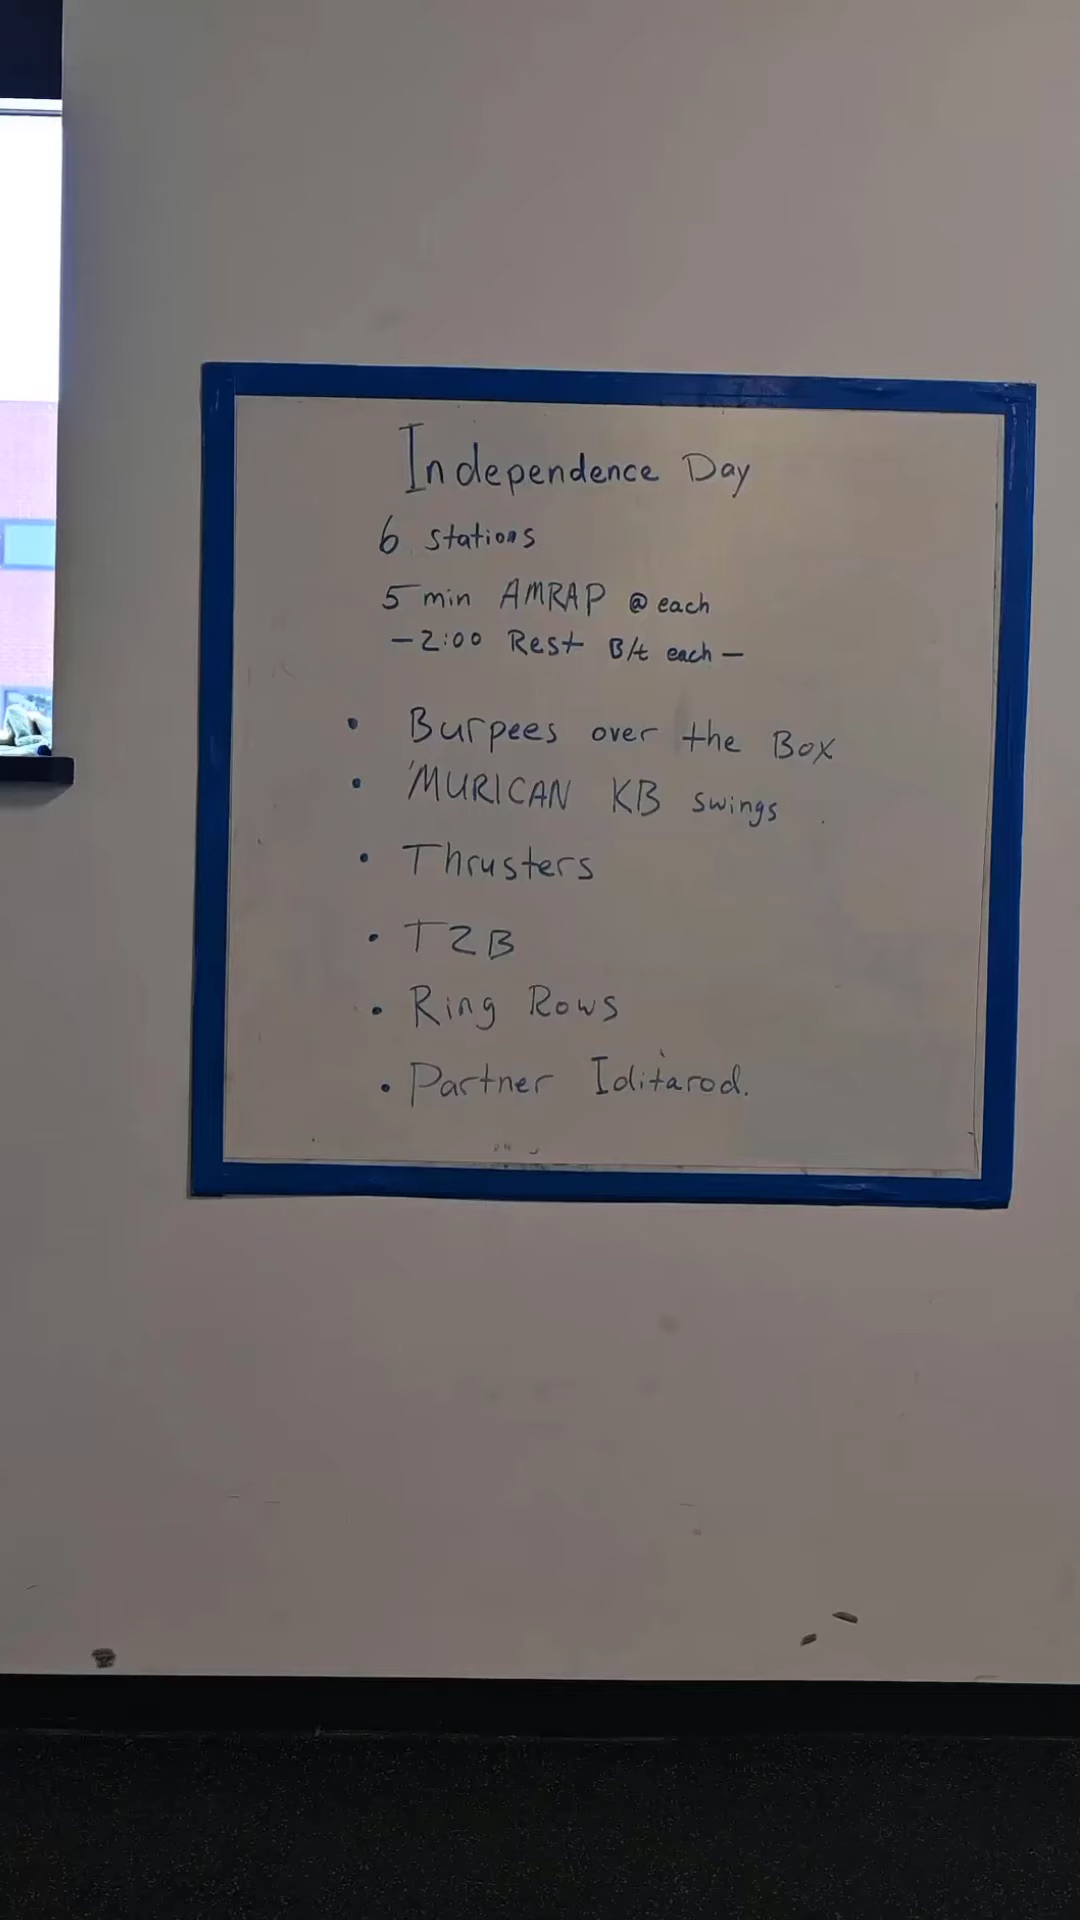 Independence Day
6 stations
5 min AMRAP @ each
- 2:00 Rest B/t each -
• Burpees over the Box
• 'MURICAN KB swings
• Thrusters
• T2B
• Ring Rows
• Partner Iditarod.